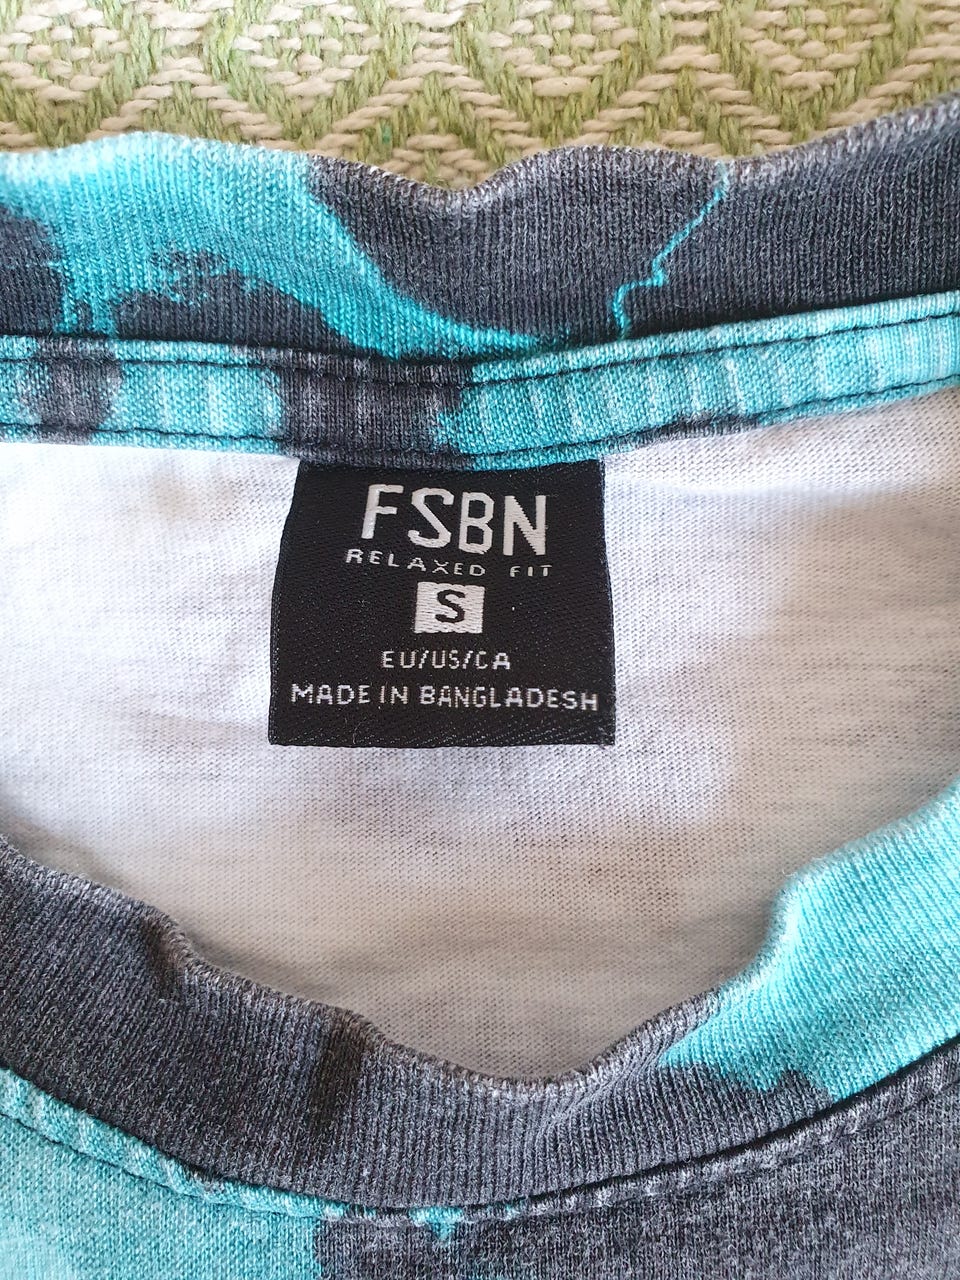 FSBN
RELAXED FIT
S
EU/US/CA
MADE IN BANGLADESH